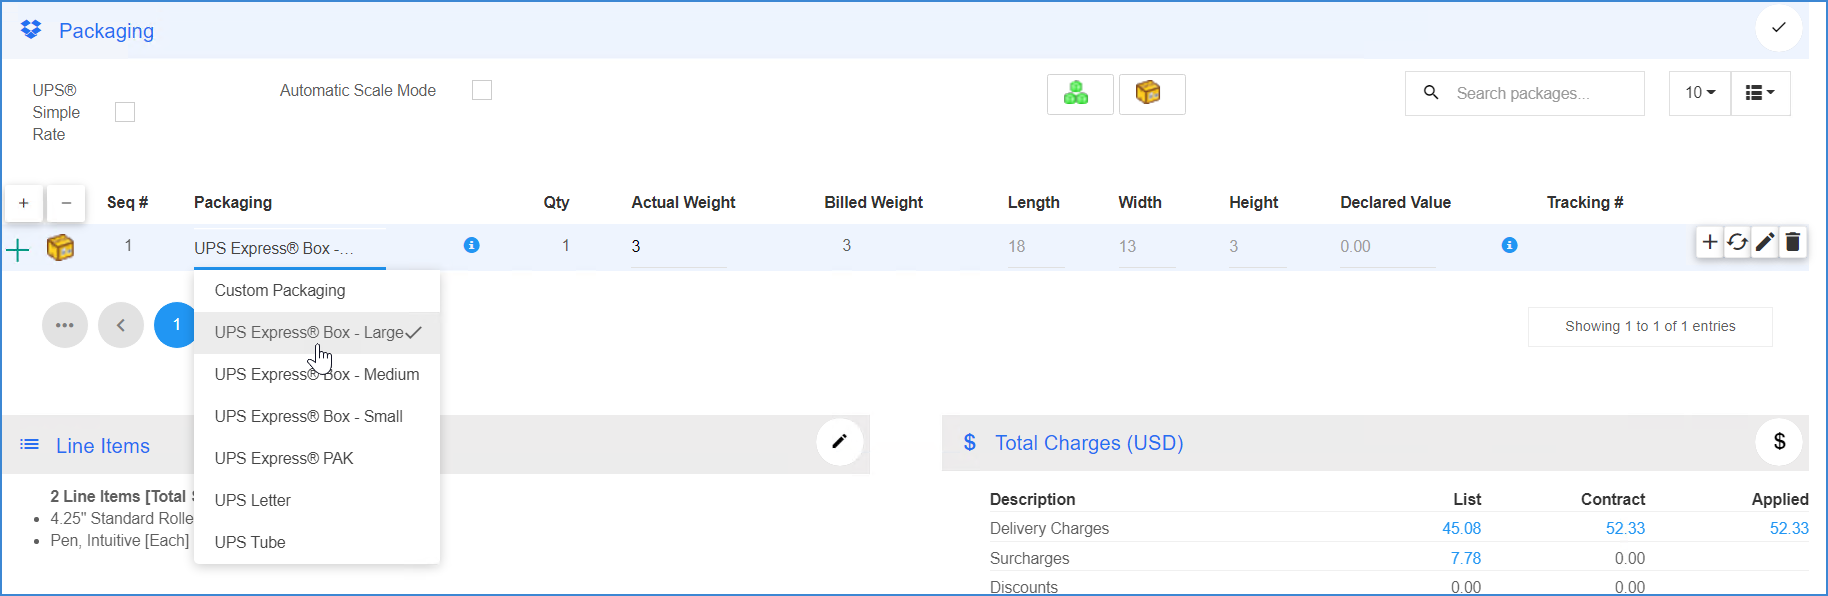 Packaging
UPS®
Simple
Rate
Automatic Scale Mode
Search packages...
10
+ − Seq # Packaging Qty Actual Weight Billed Weight Length Width Height Declared Value Tracking #
1 UPS Express® Box -... 1 3 3 18 13 3 0.00
Custom Packaging
UPS Express® Box - Large
UPS Express® Box - Medium
UPS Express® Box - Small
UPS Express® PAK
UPS Letter
UPS Tube
1
Showing 1 to 1 of 1 entries
Line Items
2 Line Items [Total
• 4.25" Standard Rolle
• Pen, Intuitive [Each]
$ Total Charges (USD) $
Description List Contract Applied
Delivery Charges 45.08 52.33 52.33
Surcharges 7.78 0.00
Discounts 0.00 0.00